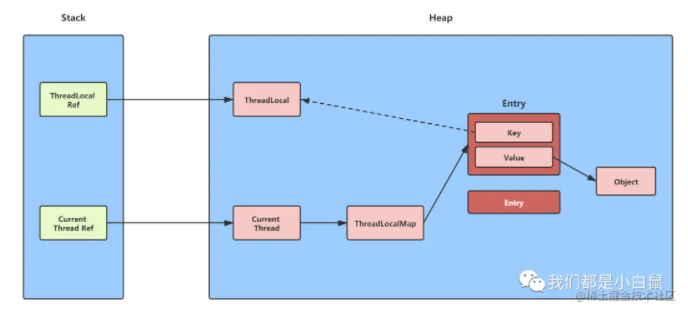 Stack
Heap
ThreadLocal
Ref
ThreadLocal
Entry
Key
Value
Object
Current
Thread Ref
Current
Thread
ThreadLocalMap
Entry
我们都是小白鼠
@稀土掘金技术社区